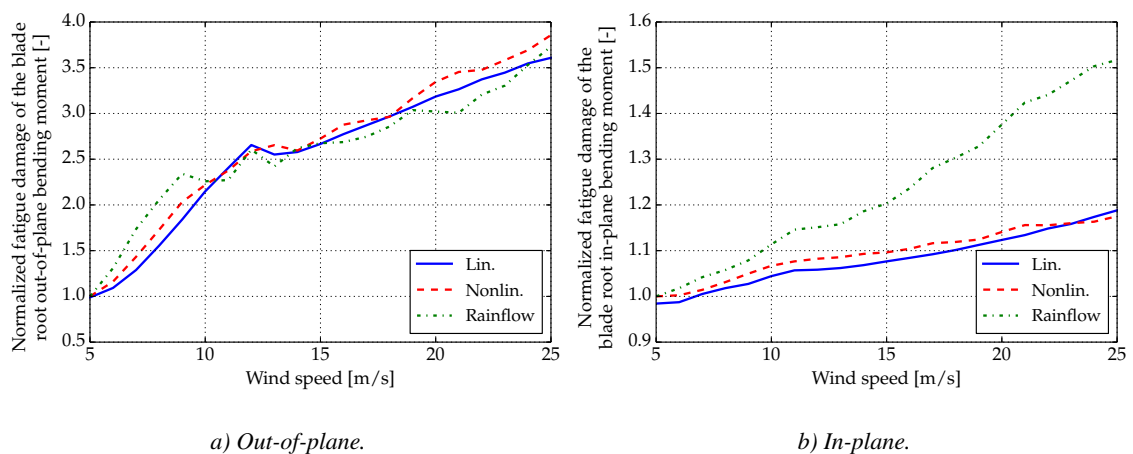 Normalized fatigue damage of the blade
root out-of-plane bending moment [-]
4.0
3.5
3.0
2.5
2.0
1.5
1.0
0.5
5
10
15
20
25
Wind speed [m/s]
Lin.
Nonlin.
Rainflow
a) Out-of-plane.
Normalized fatigue damage of the
blade root in-plane bending moment [-]
1.6
1.5
1.4
1.3
1.2
1.1
1.0
0.9
5
10
15
20
25
Wind speed [m/s]
Lin.
Nonlin.
Rainflow
b) In-plane.